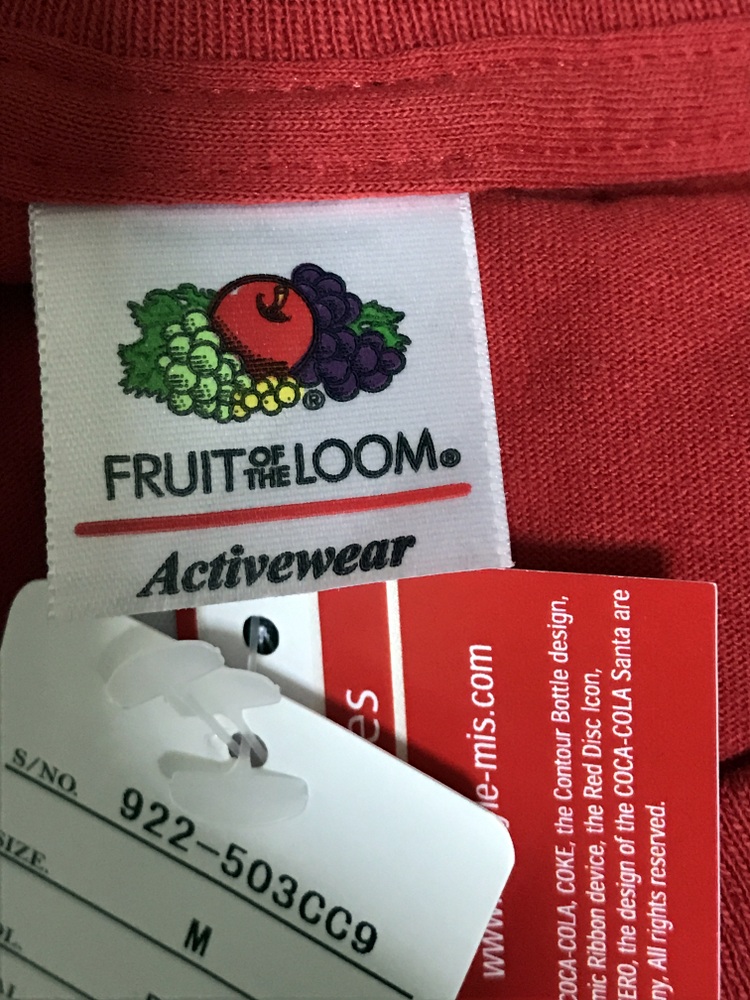 FRUIT OF THE LOOM®
Activewear
S/NO. 922-503CC9
SIZE. M
es
www. e-mis.com
COCA-COLA, COKE, the Contour Bottle design,
mic Ribbon device, the Red Disc Icon,
ERO, the design of the COCA-COLA Santa are
ny. All rights reserved.